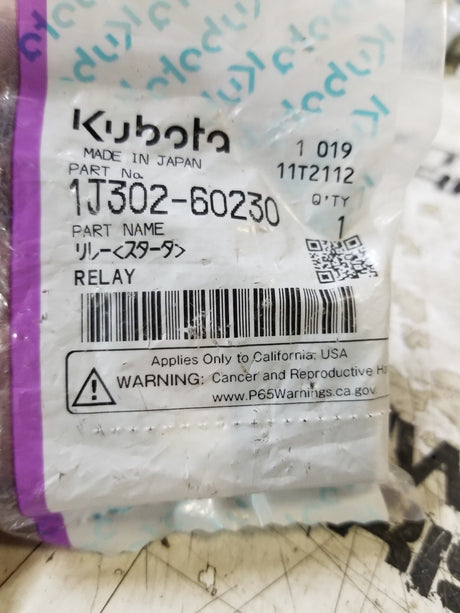 Kubota
1 019
MADE IN JAPAN
11T2112
PART No.
1J302-60230
Q'TY
1
PART NAME
リレー<スタータ>
RELAY
Applies Only to California: USA
WARNING: Cancer and Reproductive
www.P65Warnings.ca.gov